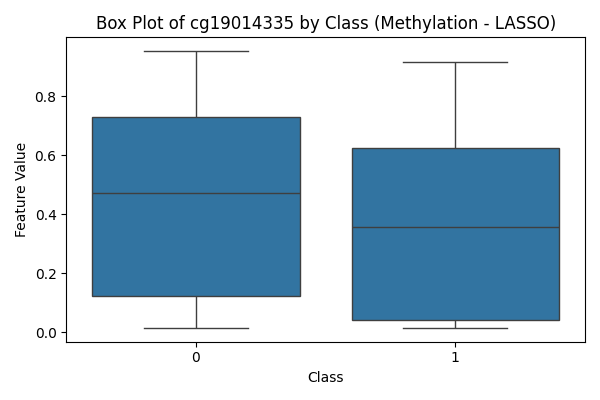 Box Plot of cg19014335 by Class (Methylation - LASSO)
Feature Value
0.8
0.6
0.4
0.2
0.0
0 1
Class